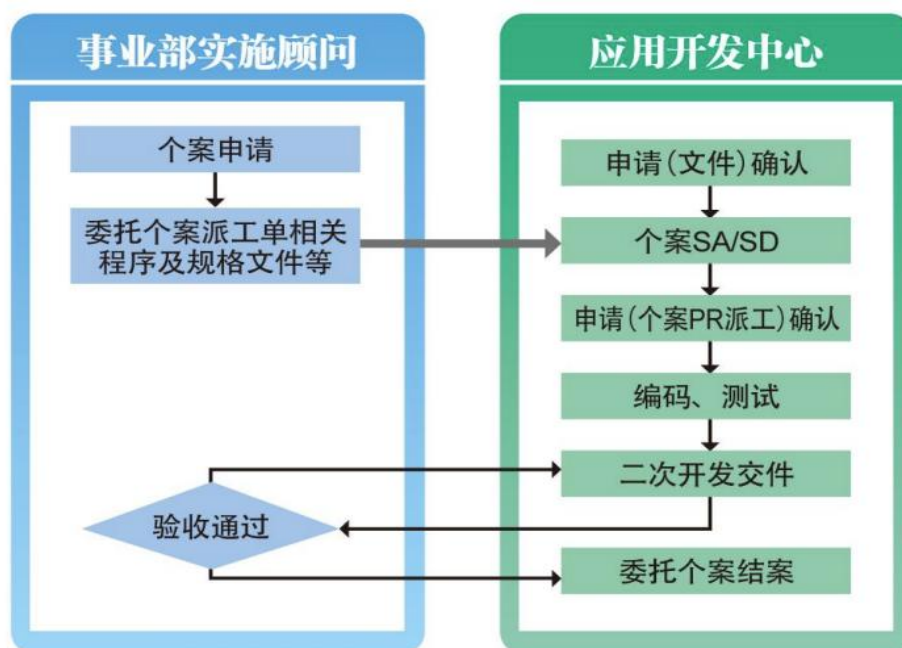 事业部实施顾问
个案申请
委托个案派工单相关
程序及规格文件等
验收通过
应用开发中心
申请(文件)确认
个案SA/SD
申请(个案PR派工)确认
编码、测试
二次开发交件
委托个案结案